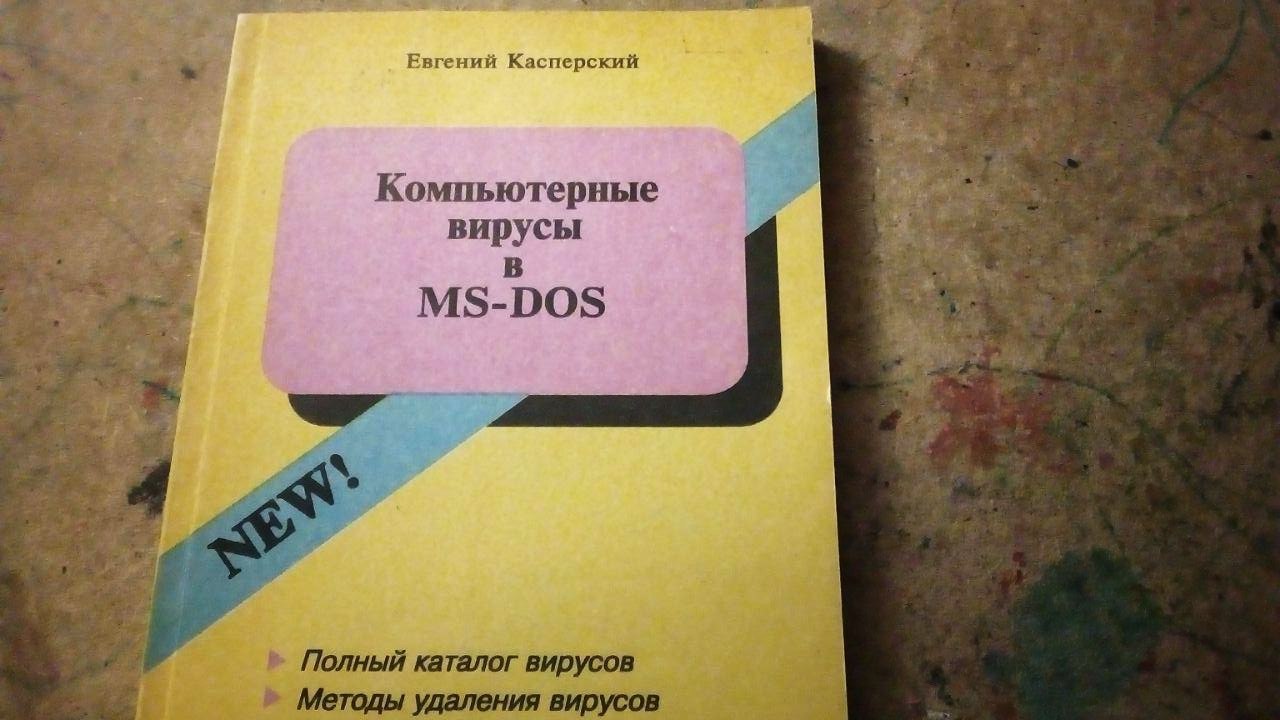 Евгений Касперский
Компьютерные
вирусы
в
MS-DOS
NEW!
Полный каталог вирусов
Методы удаления вирусов